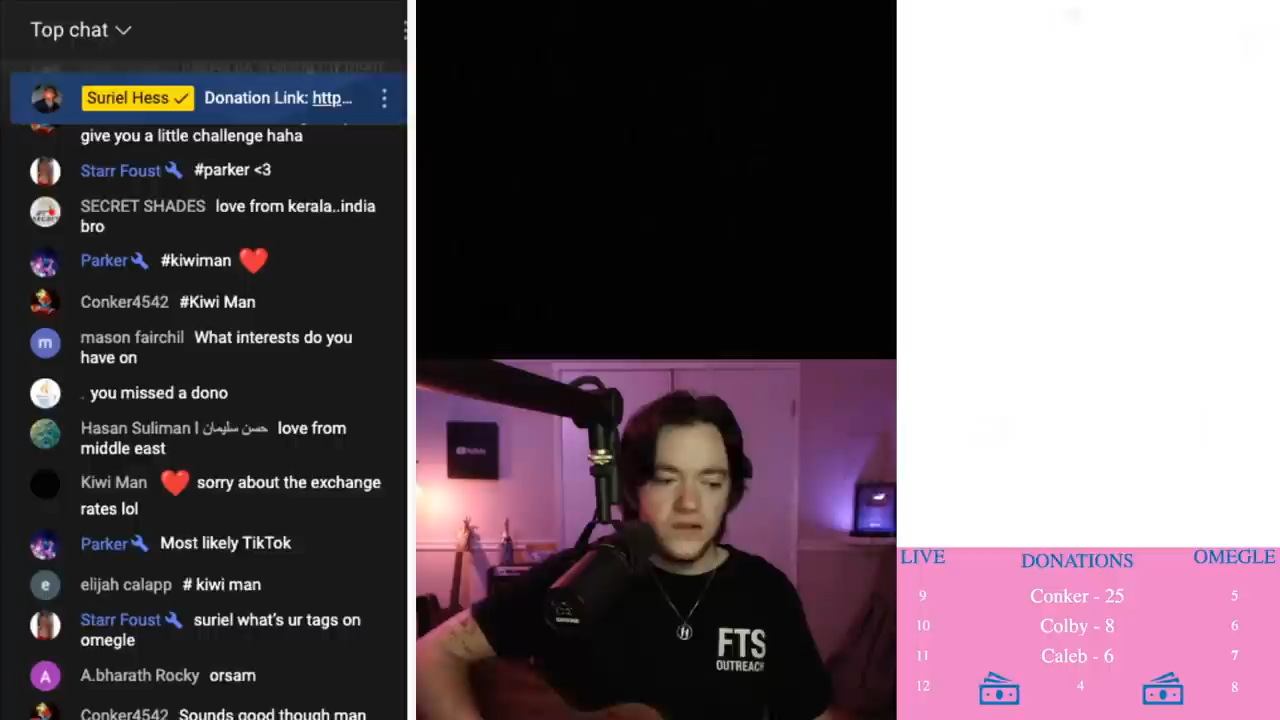 Top chat
Suriel Hess Donation Link: http...
give you a little challenge haha
Starr Foust #parker <3
SECRET SHADES love from kerala..india
bro
Parker #kiwiman ❤️
Conker4542 #Kiwi Man
mason fairchil What interests do you
have on
. you missed a dono
Hasan Suliman | حسن سليمان love from
middle east
Kiwi Man ❤️ sorry about the exchange
rates lol
Parker Most likely TikTok
elijah calapp # kiwi man
Starr Foust suriel what's ur tags on
omegle
A.bharath Rocky orsam
Conker4542 Sounds good though man
FTS
OUTREACH
LIVE DONATIONS OMEGLE
9 Conker - 25 5
10 Colby - 8 6
11 Caleb - 6 7
12 4 8